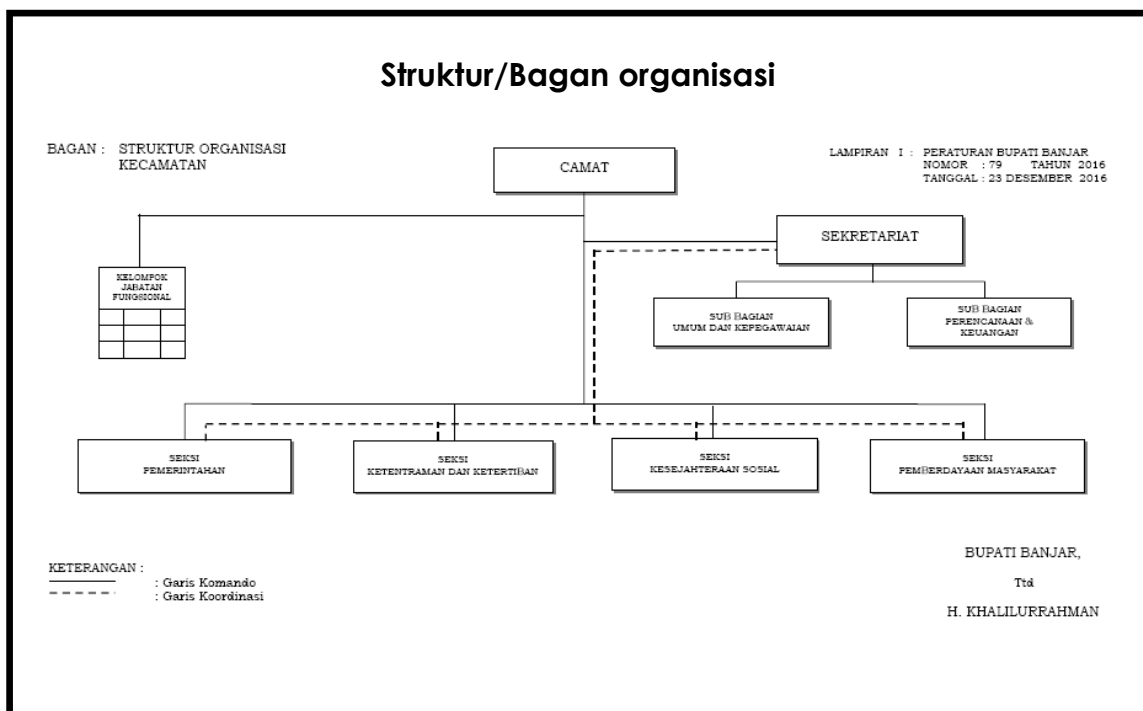 Struktur/Bagan organisasi
BAGAN : STRUKTUR ORGANISASI
KECAMATAN
CAMAT
LAMPIRAN I : PERATURAN BUPATI BANJAR
NOMOR : 79 TAHUN 2016
TANGGAL : 23 DESEMBER 2016
SEKRETARIAT
KELOMPOK
JABATAN
FUNGSIONAL
SUB BAGIAN
UMUM DAN KEPEGAWAIAN
SUB BAGIAN
PERENCANAAN &
KEUANGAN
SEKSI
PEMERINTAHAN
SEKSI
KETENTRAMAN DAN KETERTIBAN
SEKSI
KESEJAHTERAAN SOSIAL
SEKSI
PEMBERDAYAAN MASYARAKAT
KETERANGAN :
: Garis Komando
: Garis Koordinasi
BUPATI BANJAR,
Ttd
H. KHALILURRAHMAN